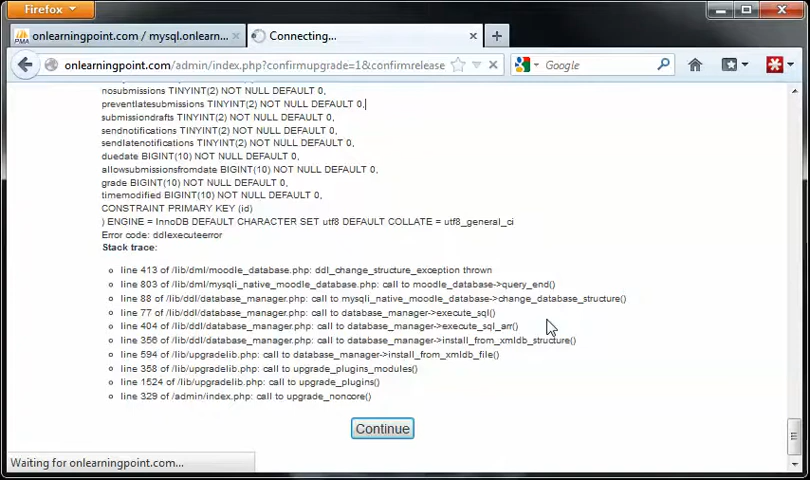 Firefox
onlearningpoint.com / mysql.onlearn...
Connecting...
onlearningpoint.com/admin/index.php?confirmupgrade=1&confirmrelease
Google
nosubmissions TINYINT(2) NOT NULL DEFAULT 0,
preventlatesubmissions TINYINT(2) NOT NULL DEFAULT 0,
submissiondrafts TINYINT(2) NOT NULL DEFAULT 0,
sendnotifications TINYINT(2) NOT NULL DEFAULT 0,
sendlatenotifications TINYINT(2) NOT NULL DEFAULT 0,
duedate BIGINT(10) NOT NULL DEFAULT 0,
allowsubmissionsfromdate BIGINT(10) NOT NULL DEFAULT 0,
grade BIGINT(10) NOT NULL DEFAULT 0,
timemodified BIGINT(10) NOT NULL DEFAULT 0,
CONSTRAINT PRIMARY KEY (id)
) ENGINE = InnoDB DEFAULT CHARACTER SET utf8 DEFAULT COLLATE = utf8_general_ci
Error code: ddlexecuteerror
Stack trace:
line 413 of /lib/dml/moodle_database.php: ddl_change_structure_exception thrown
line 803 of /lib/dml/mysqli_native_moodle_database.php: call to moodle_database->query_end()
line 88 of /lib/ddl/database_manager.php: call to mysqli_native_moodle_database->change_database_structure()
line 77 of /lib/ddl/database_manager.php: call to database_manager->execute_sql()
line 404 of /lib/ddl/database_manager.php: call to database_manager->execute_sql_arr()
line 356 of /lib/ddl/database_manager.php: call to database_manager->install_from_xmldb_structure()
line 594 of /lib/upgradelib.php: call to database_manager->install_from_xmldb_file()
line 358 of /lib/upgradelib.php: call to upgrade_plugins_modules()
line 1524 of /lib/upgradelib.php: call to upgrade_plugins()
line 329 of /admin/index.php: call to upgrade_noncore()
Continue
Waiting for onlearningpoint.com...